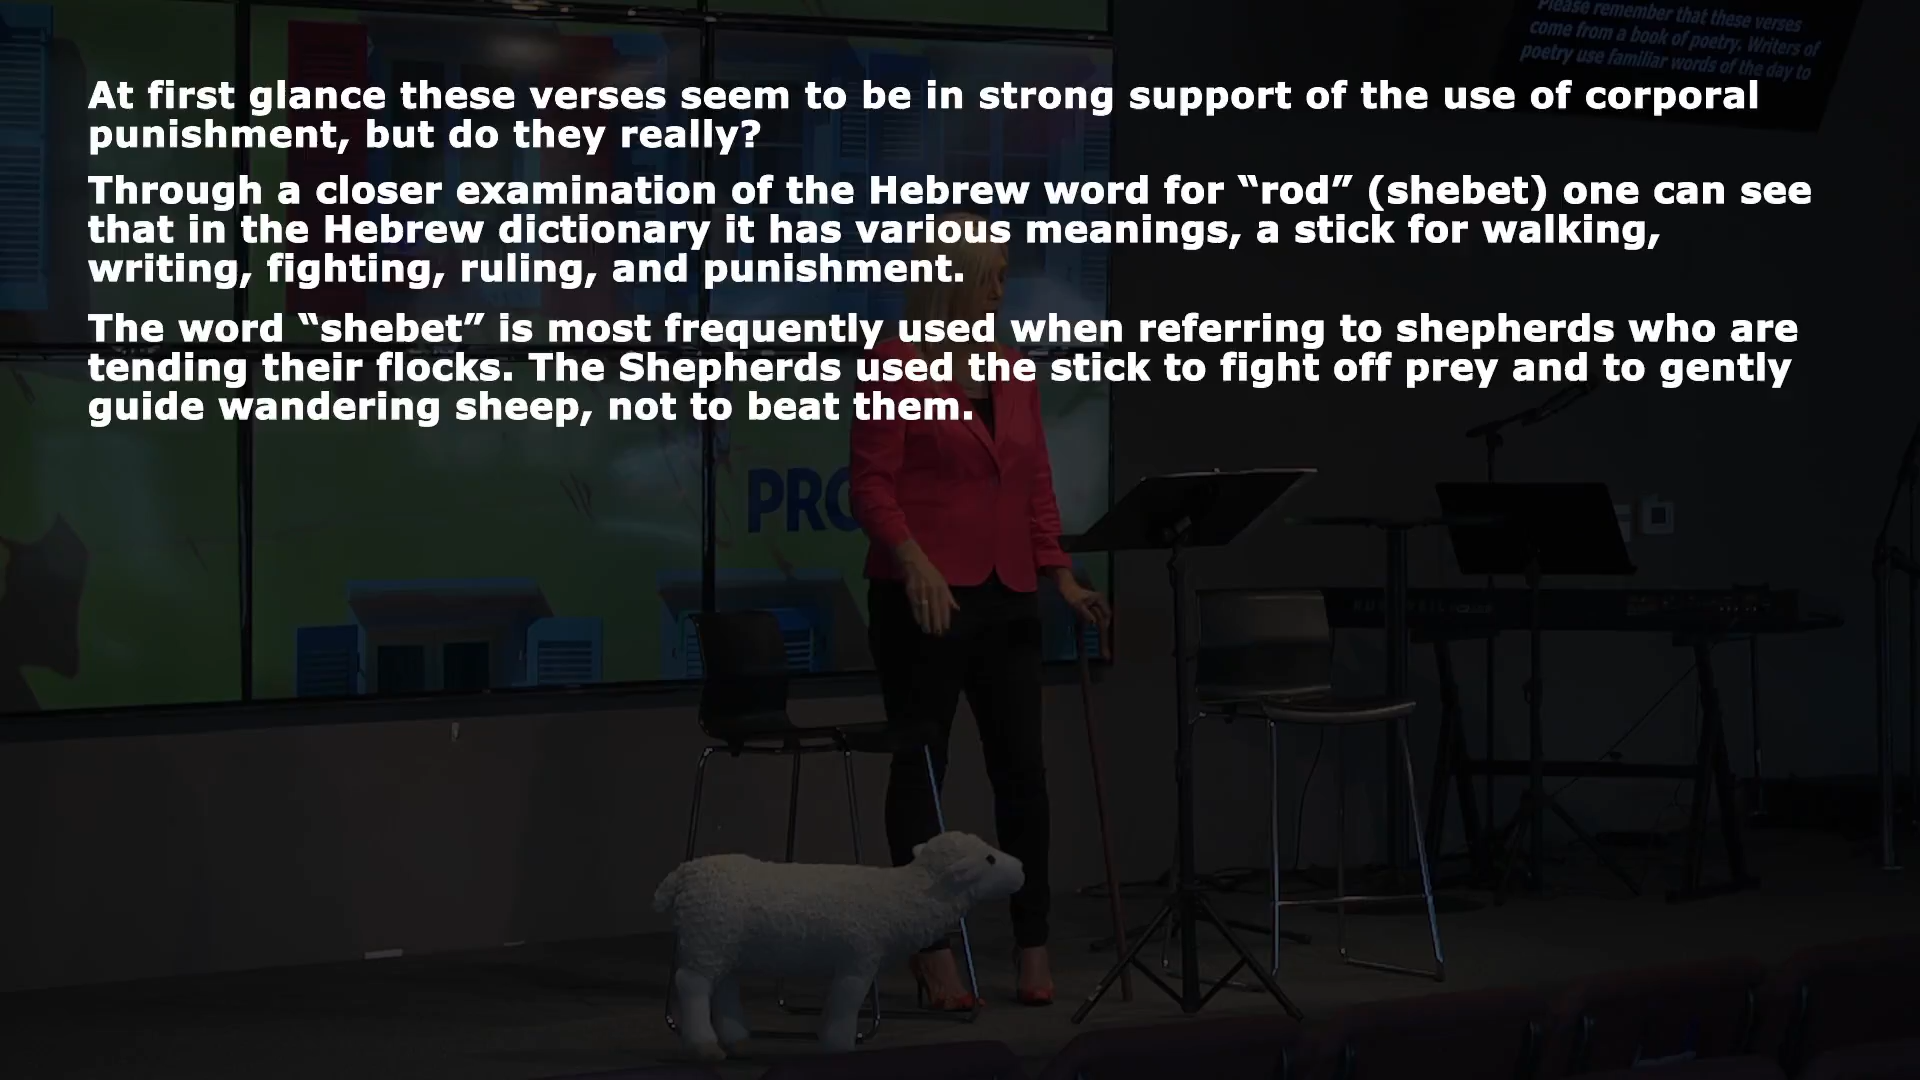 Please remember that these verses
come from a book of poetry. Writers of
poetry use familiar words of the day to
At first glance these verses seem to be in strong support of the use of corporal
punishment, but do they really?
Through a closer examination of the Hebrew word for “rod” (shebet) one can see
that in the Hebrew dictionary it has various meanings, a stick for walking,
writing, fighting, ruling, and punishment.
The word “shebet” is most frequently used when referring to shepherds who are
tending their flocks. The Shepherds used the stick to fight off prey and to gently
guide wandering sheep, not to beat them.